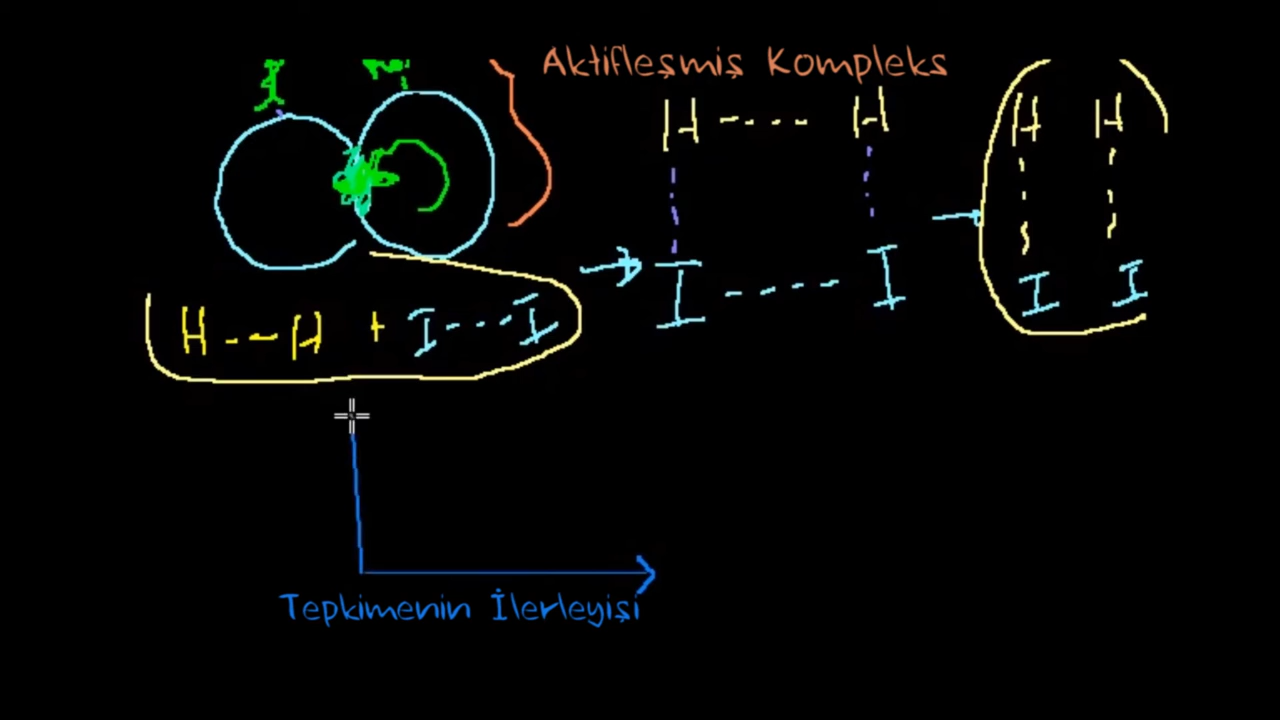 Aktifleşmiş Kompleks
H ---- H
I ---- I
H H
I I
H --- H + I --- I
Tepkimenin İlerleyişi